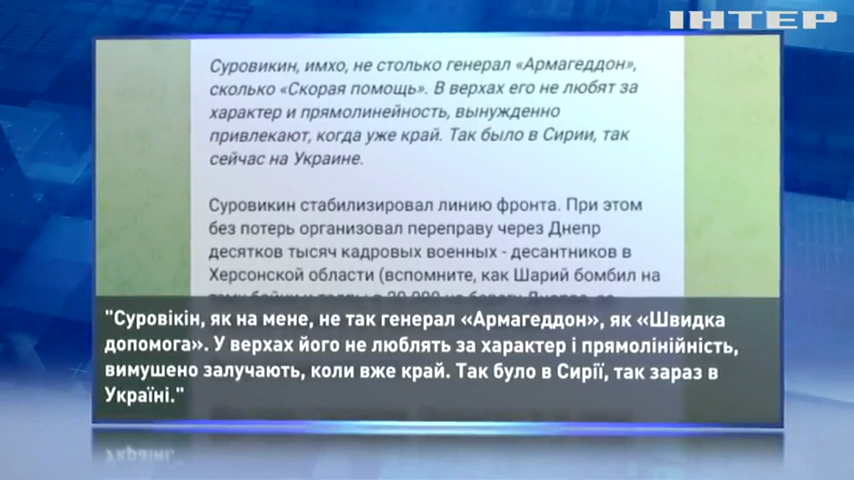 ІНТЕР
Суровикин, имхо, не столько генерал «Армагеддон»,
сколько «Скорая помощь». В верхах его не любят за
характер и прямолинейность, вынужденно
привлекают, когда уже край. Так было в Сирии, так
сейчас на Украине.
Суровикин стабилизировал линию фронта. При этом
без потерь организовал переправу через Днепр
десятков тысяч кадровых военных - десантников в
Херсонской области (вспомните, как Шарий бомбил на
"Суровікін, як на мене, не так генерал «Армагеддон», як «Швидка
допомога». У верхах його не люблять за характер і прямолінійність,
вимушено залучають, коли вже край. Так було в Сирії, так зараз в
Україні."